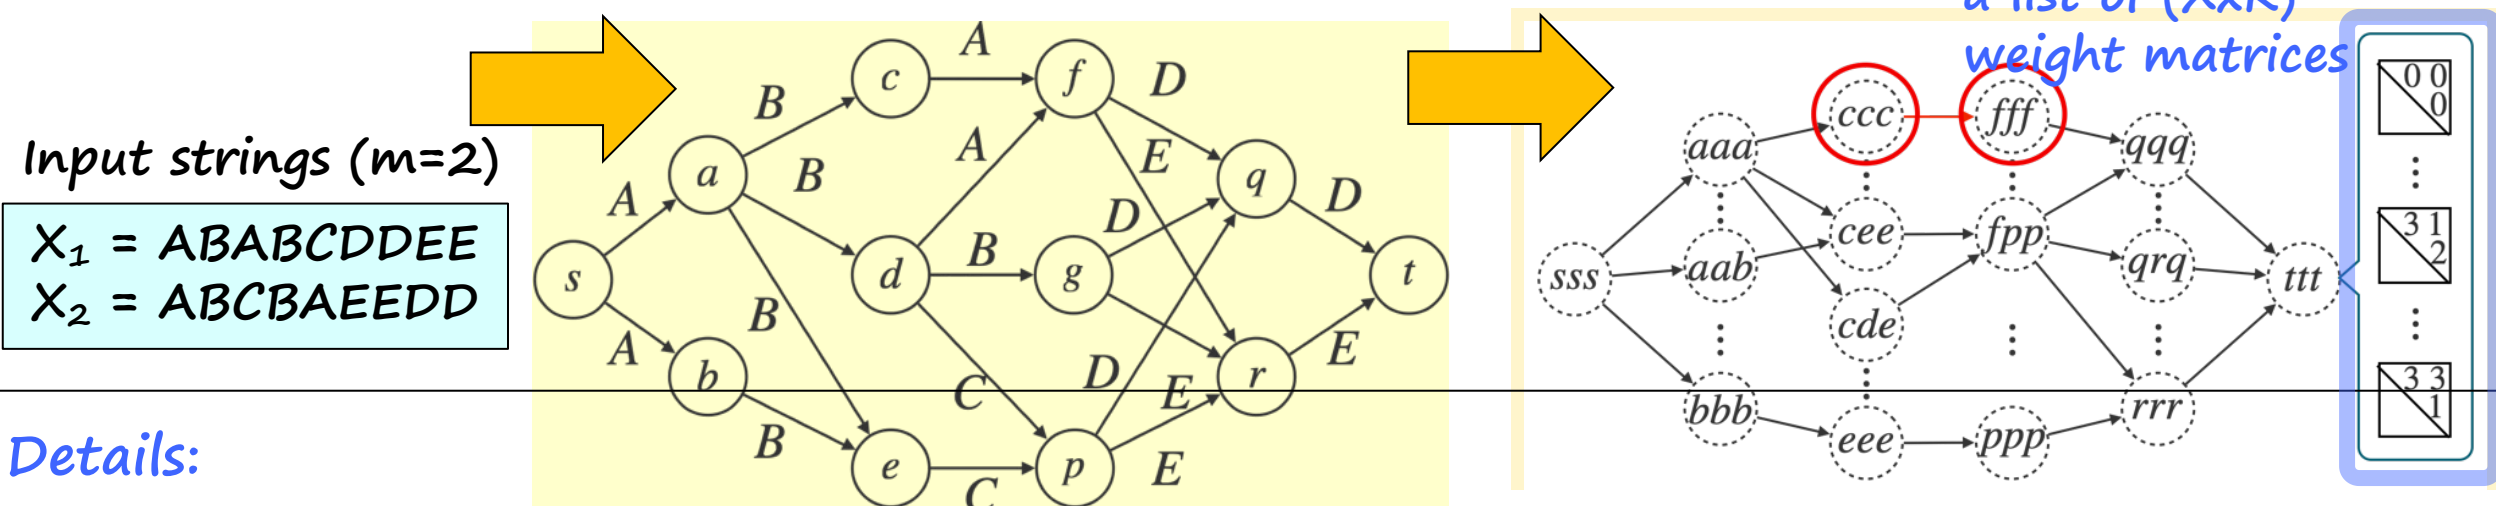 a list of
weight matrices
Input strings (m=2)
X₁ = ABABCDDEE
X₂ = ABCBAEEDD
Details:
A
c
f
D
B
A
E
a
B
q
A
D
D
B
s
d
g
t
B
A
E
b
C
D
E
r
B
e
p
E
C
ccc
fff
aaa
qqq
cee
fpp
aab
qrq
sss
ttt
cde
bbb
rrr
eee
ppp
0 0
0
3 1
2
3 3
1